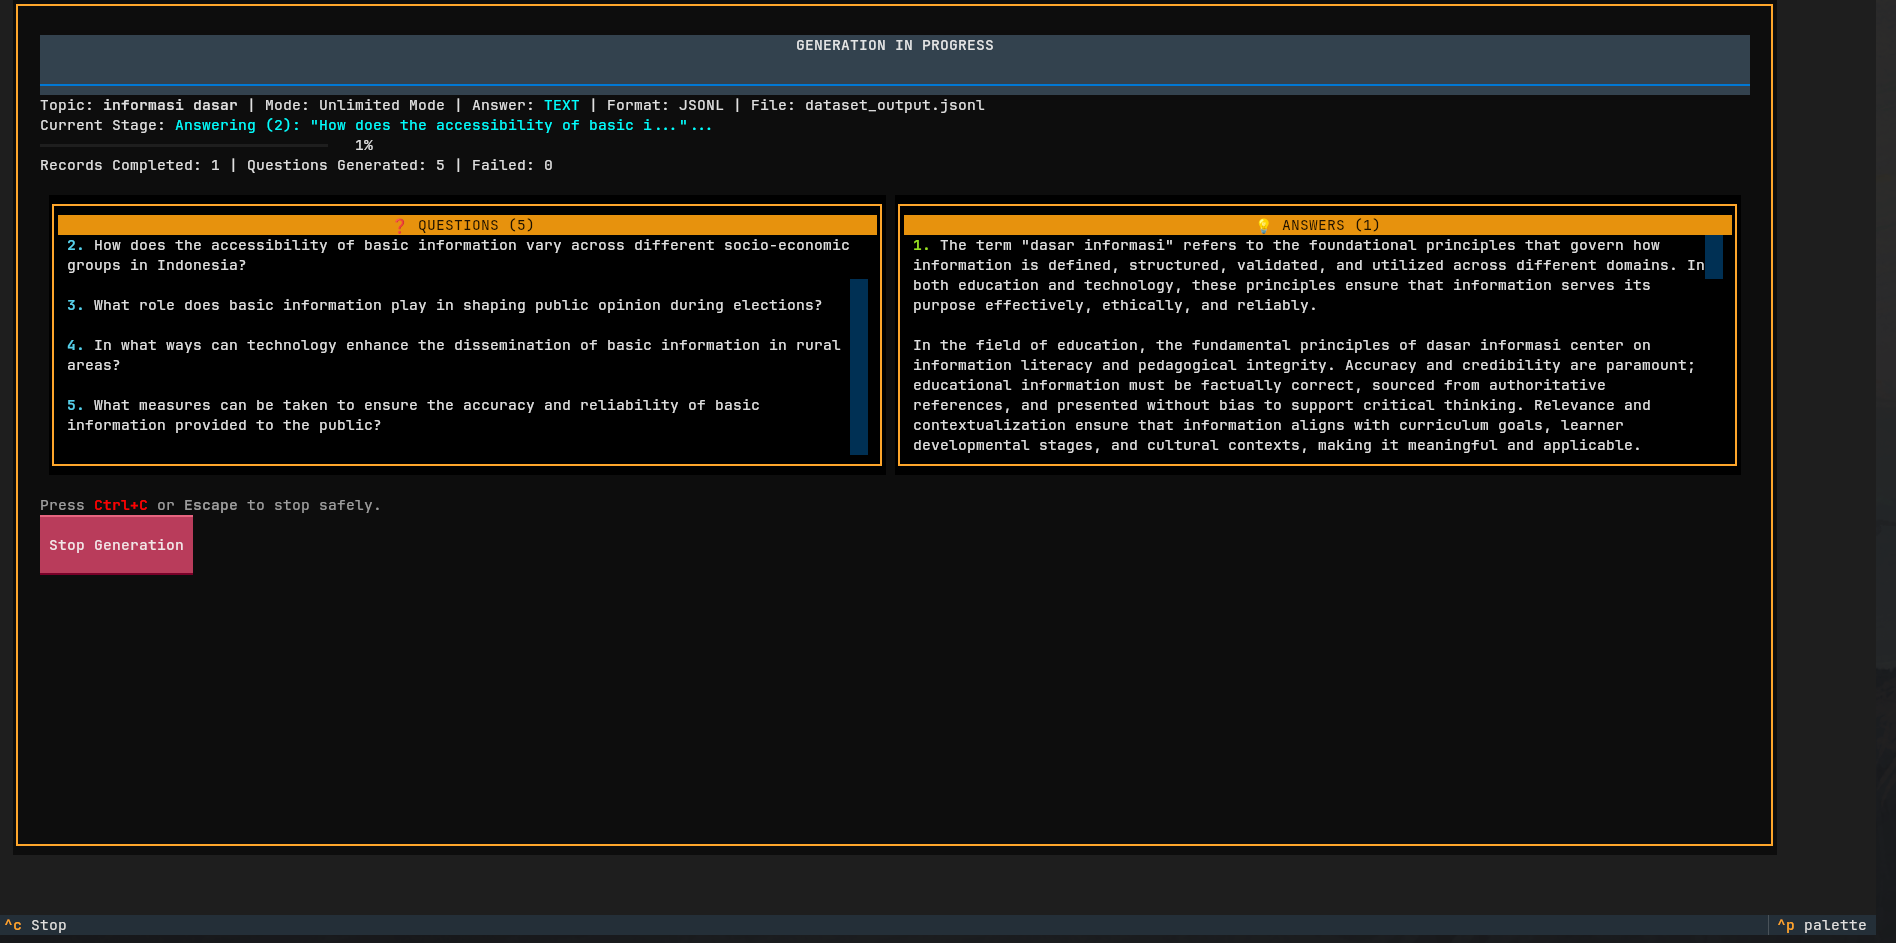 GENERATION IN PROGRESS
Topic: informasi dasar | Mode: Unlimited Mode | Answer: TEXT | Format: JSONL | File: dataset_output.jsonl
Current Stage: Answering (2): "How does the accessibility of basic i..."...
1%
Records Completed: 1 | Questions Generated: 5 | Failed: 0
❓ QUESTIONS (5)
2. How does the accessibility of basic information vary across different socio-economic
groups in Indonesia?
3. What role does basic information play in shaping public opinion during elections?
4. In what ways can technology enhance the dissemination of basic information in rural
areas?
5. What measures can be taken to ensure the accuracy and reliability of basic
information provided to the public?
💡 ANSWERS (1)
1. The term "dasar informasi" refers to the foundational principles that govern how
information is defined, structured, validated, and utilized across different domains. In
both education and technology, these principles ensure that information serves its
purpose effectively, ethically, and reliably.
In the field of education, the fundamental principles of dasar informasi center on
information literacy and pedagogical integrity. Accuracy and credibility are paramount;
educational information must be factually correct, sourced from authoritative
references, and presented without bias to support critical thinking. Relevance and
contextualization ensure that information aligns with curriculum goals, learner
developmental stages, and cultural contexts, making it meaningful and applicable.
Press Ctrl+C or Escape to stop safely.
Stop Generation
^c Stop
^p palette